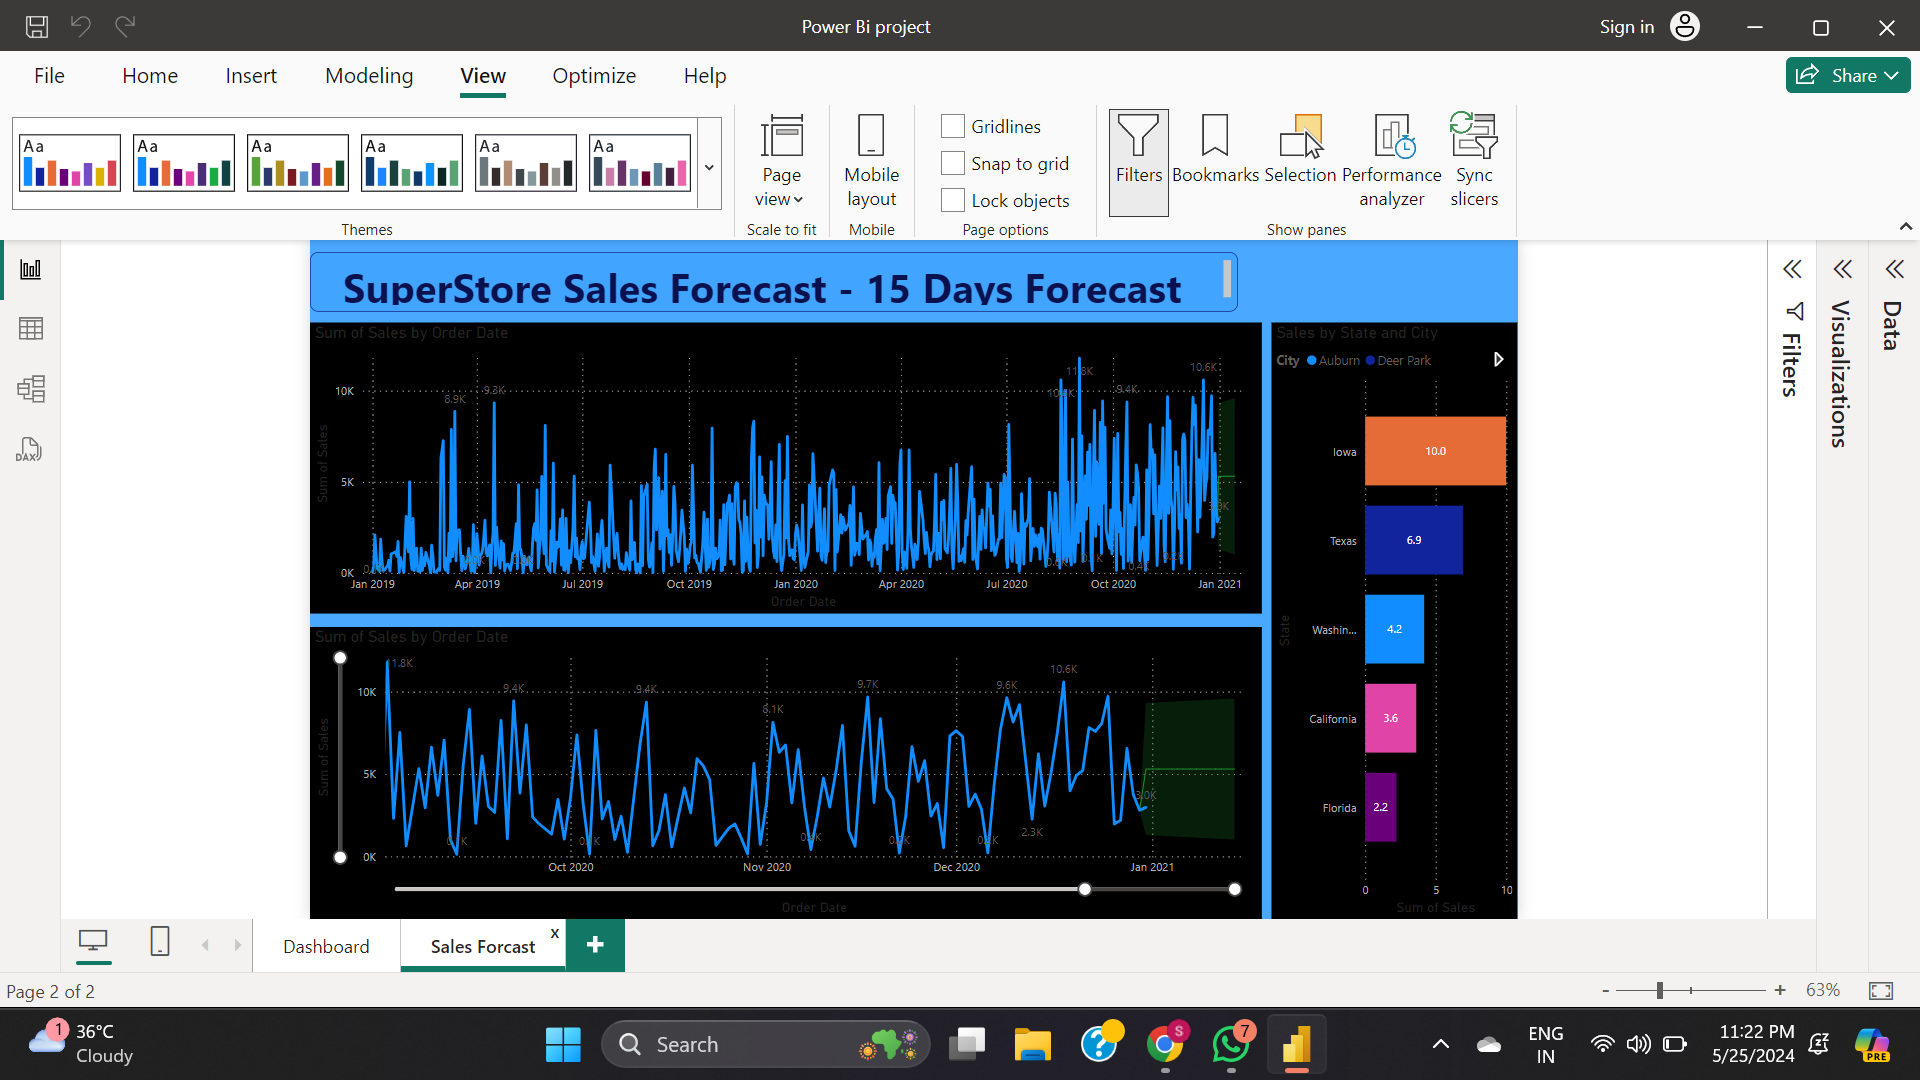 Power Bi project
Sign in
File Home Insert Modeling View Optimize Help
Share
Aa Aa Aa Aa Aa Aa
Page view
Mobile layout
Gridlines
Snap to grid
Lock objects
Filters
Bookmarks
Selection
Performance analyzer
Sync slicers
Themes
Scale to fit
Mobile
Page options
Show panes
SuperStore Sales Forecast - 15 Days Forecast
Sum of Sales by Order Date
Sum of Sales
10K
5K
0K
8.9K
9.3K
11.8K
9.4K
10.6K
Jan 2019 Apr 2019 Jul 2019 Oct 2019 Jan 2020 Apr 2020 Jul 2020 Oct 2020 Jan 2021
Order Date
Sum of Sales by Order Date
Sum of Sales
10K
5K
0K
11.8K
9.4K
9.4K
8.1K
9.7K
9.6K
10.6K
2.3K
3.0K
Oct 2020 Nov 2020 Dec 2020 Jan 2021
Order Date
Sales by State and City
City Auburn Deer Park
State
Iowa 10.0
Texas 6.9
Washin... 4.2
California 3.6
Florida 2.2
0 5 10
Sum of Sales
Filters
Visualizations
Data
DAX
Dashboard
Sales Forcast
x
+
Page 2 of 2
- + 63%
1
36°C
Cloudy
Search
S
7
ENG
IN
11:22 PM
5/25/2024
PRE